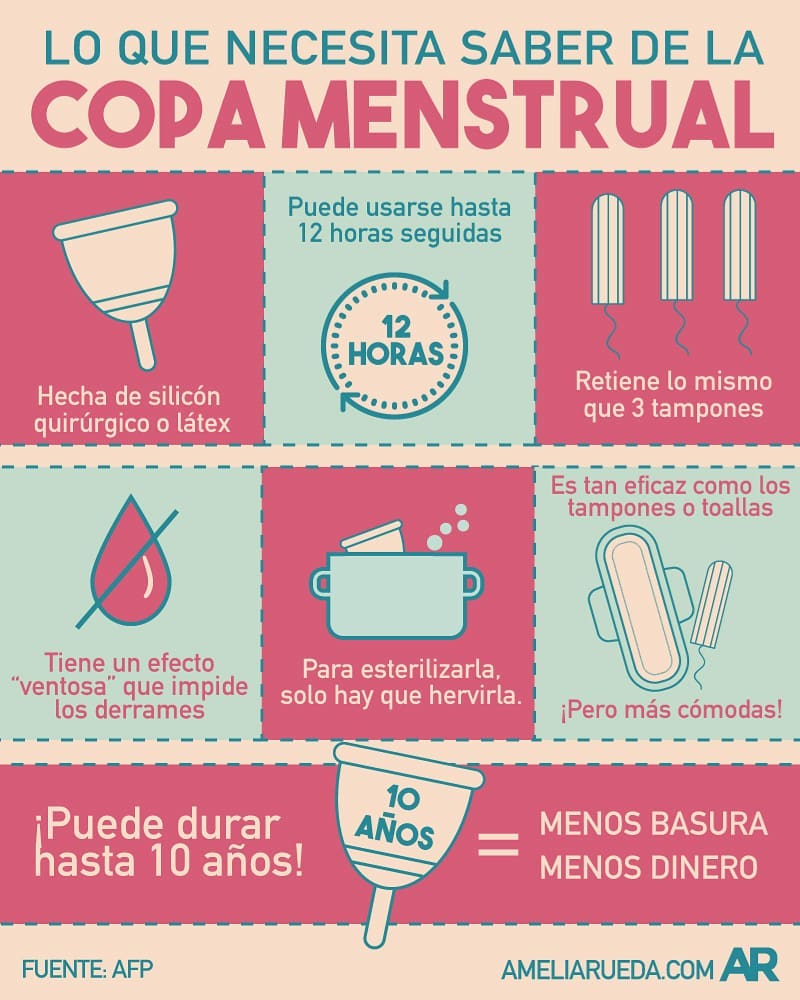 LO QUE NECESITA SABER DE LA
COPA MENSTRUAL
Hecha de silicón
quirúrgico o látex
Puede usarse hasta
12 horas seguidas
12
HORAS
Retiene lo mismo
que 3 tampones
Tiene un efecto
“ventosa” que impide
los derrames
Para esterilizarla,
solo hay que hervirla.
Es tan eficaz como los
tampones o toallas
¡Pero más cómodas!
¡Puede durar
hasta 10 años!
10
AÑOS
=
MENOS BASURA
MENOS DINERO
FUENTE: AFP
AMELIARUEDA.COM AR